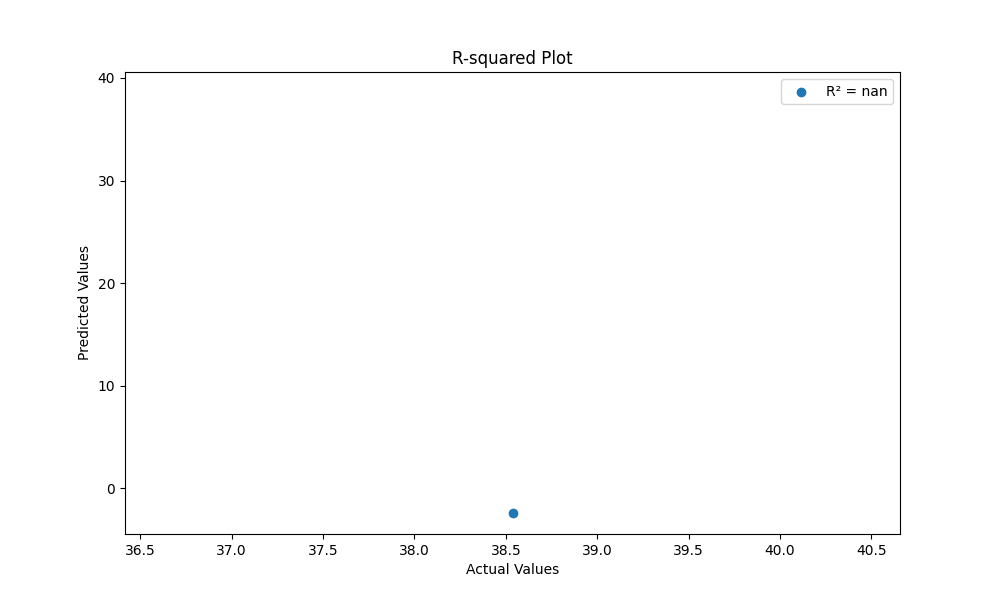 R-squared Plot
R² = nan
40
30
20
10
0
Predicted Values
36.5 37.0 37.5 38.0 38.5 39.0 39.5 40.0 40.5
Actual Values